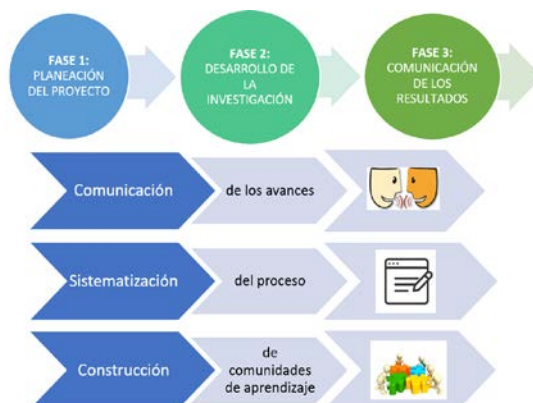 FASE 1:
PLANEACIÓN
DEL PROYECTO
FASE 2:
DESARROLLO DE
LA
INVESTIGACIÓN
FASE 3:
COMUNICACIÓN
DE LOS
RESULTADOS
Comunicación
de los avances
Sistematización
del proceso
Construcción
de
comunidades
de aprendizaje